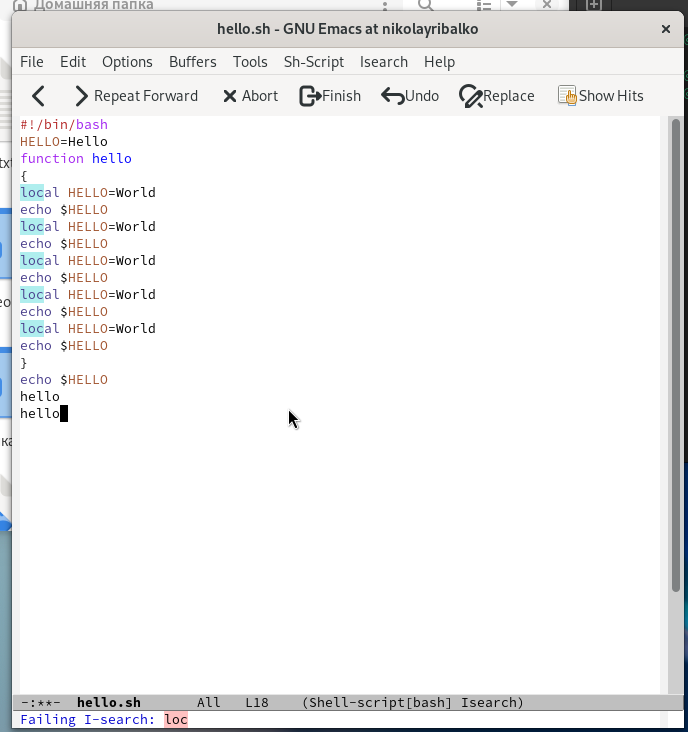 Домашняя папка
hello.sh - GNU Emacs at nikolayribalko
File Edit Options Buffers Tools Sh-Script Isearch Help
Repeat Forward Abort Finish Undo Replace Show Hits
#!/bin/bash
HELLO=Hello
function hello
{
local HELLO=World
echo $HELLO
local HELLO=World
echo $HELLO
local HELLO=World
echo $HELLO
local HELLO=World
echo $HELLO
local HELLO=World
echo $HELLO
}
echo $HELLO
hello
hello
-:**- hello.sh All L18 (Shell-script[bash] Isearch)
Failing I-search: loc